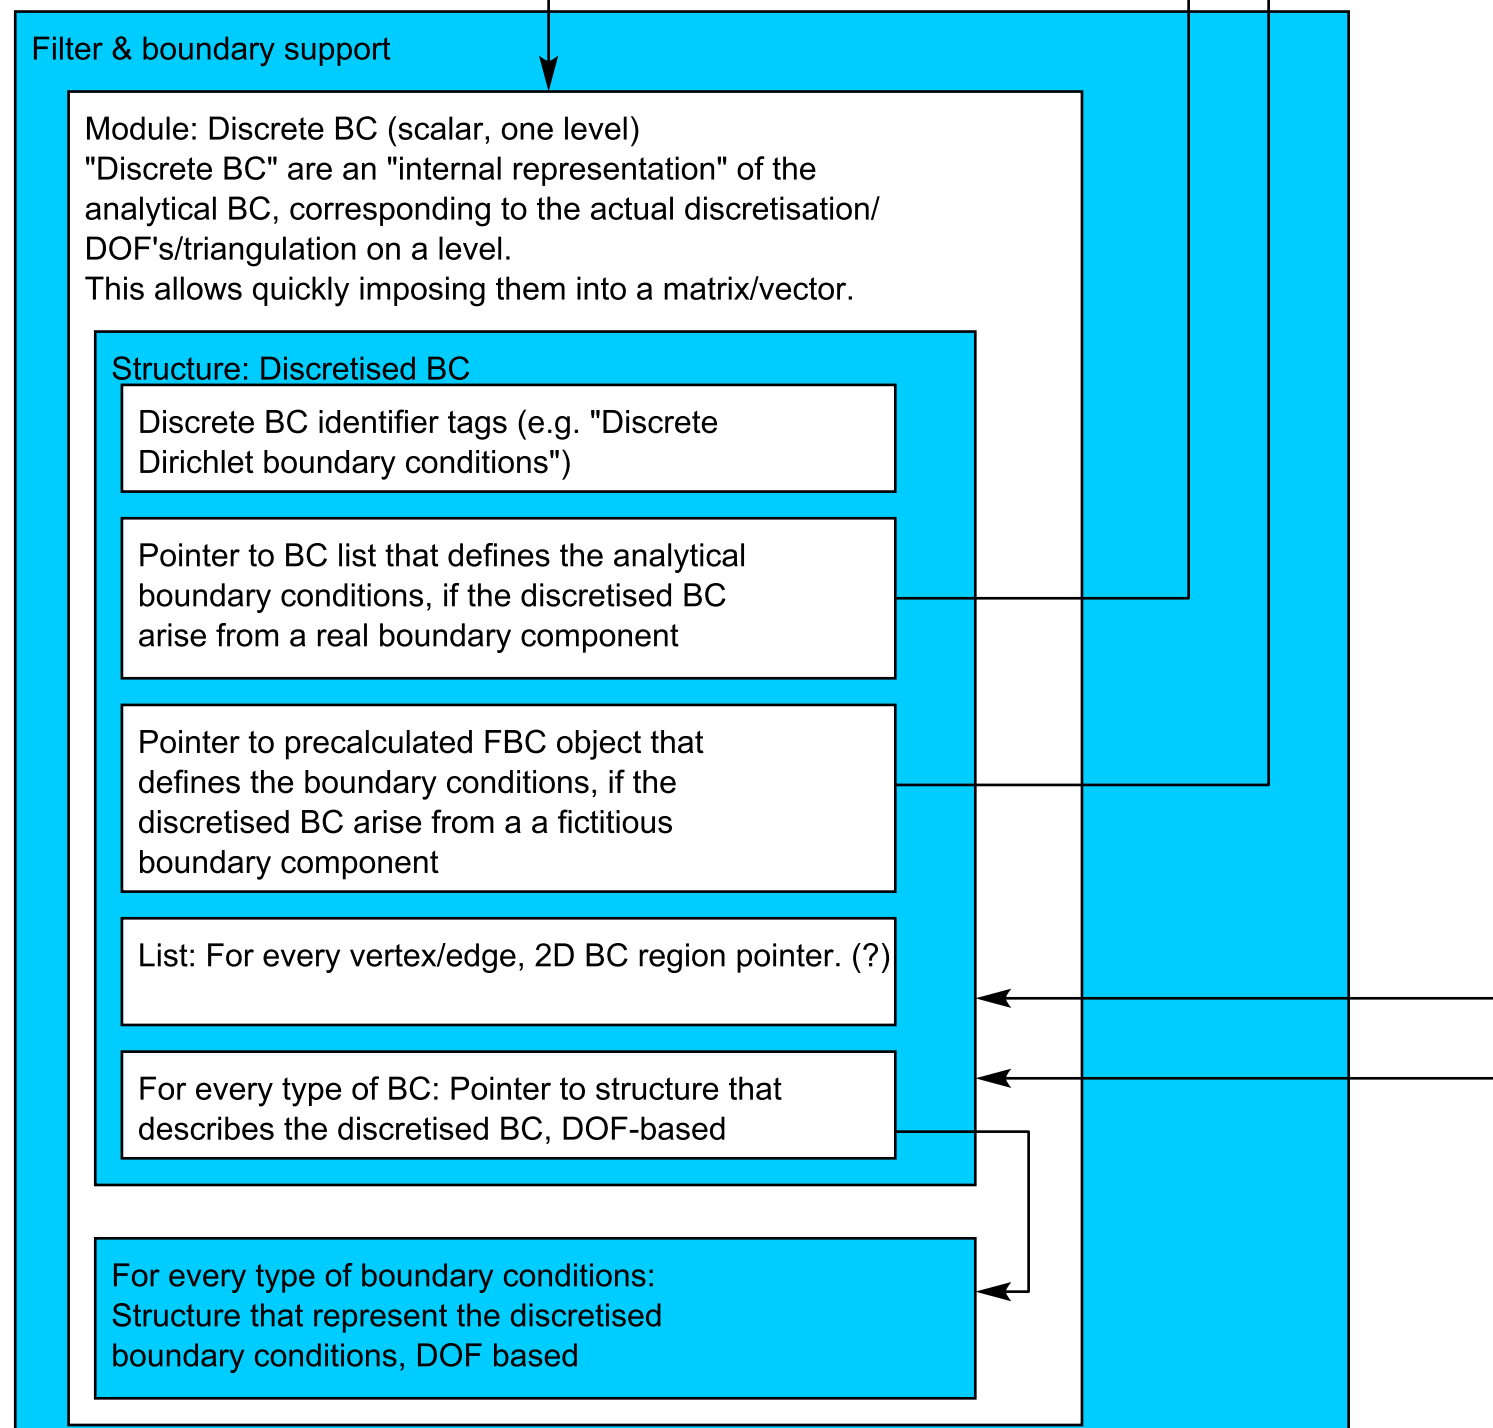 Filter & boundary support
Module: Discrete BC (scalar, one level)
"Discrete BC" are an "internal representation" of the
analytical BC, corresponding to the actual discretisation/
DOF's/triangulation on a level.
This allows quickly imposing them into a matrix/vector.
Structure: Discretised BC
Discrete BC identifier tags (e.g. "Discrete
Dirichlet boundary conditions")
Pointer to BC list that defines the analytical
boundary conditions, if the discretised BC
arise from a real boundary component
Pointer to precalculated FBC object that
defines the boundary conditions, if the
discretised BC arise from a a fictitious
boundary component
List: For every vertex/edge, 2D BC region pointer. (?)
For every type of BC: Pointer to structure that
describes the discretised BC, DOF-based
For every type of boundary conditions:
Structure that represent the discretised
boundary conditions, DOF based